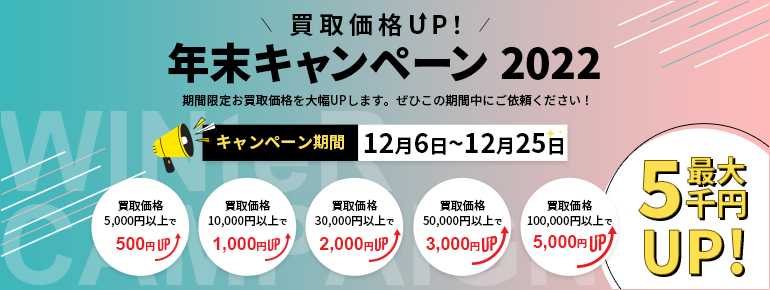 買取価格UP!
年末キャンペーン 2022
期間限定お買取価格を大幅UPします。ぜひこの期間中にご依頼ください！
キャンペーン期間 12月6日~12月25日
WINteR
CAMPAIGN
買取価格
5,000円以上で
500円UP
買取価格
10,000円以上で
1,000円UP
買取価格
30,000円以上で
2,000円UP
買取価格
50,000円以上で
3,000円UP
買取価格
100,000円以上で
5,000円UP
最大
5千円
UP!